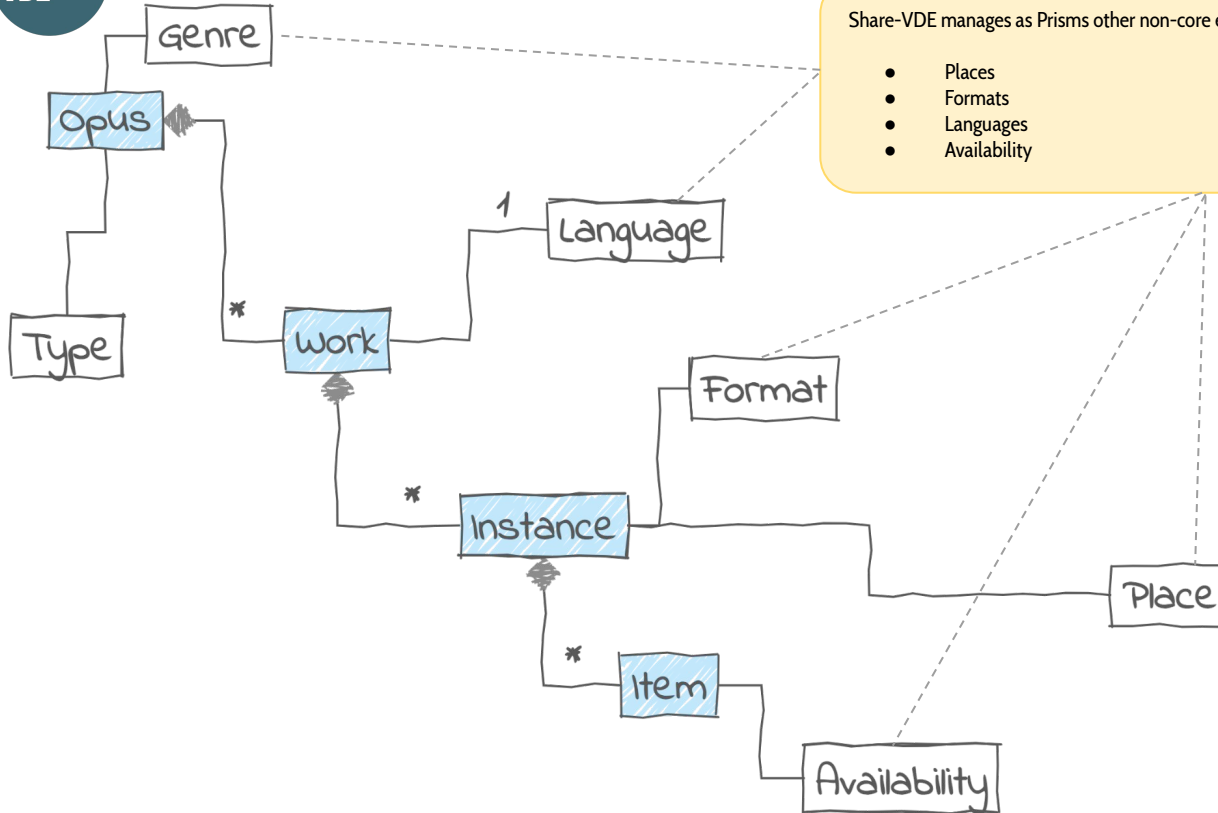 Genre
Share-VDE manages as Prisms other non-core e
● Places
● Formats
● Languages
● Availability
Opus
1
Language
*
Work
Type
Format
*
Instance
Place
*
Item
Availability